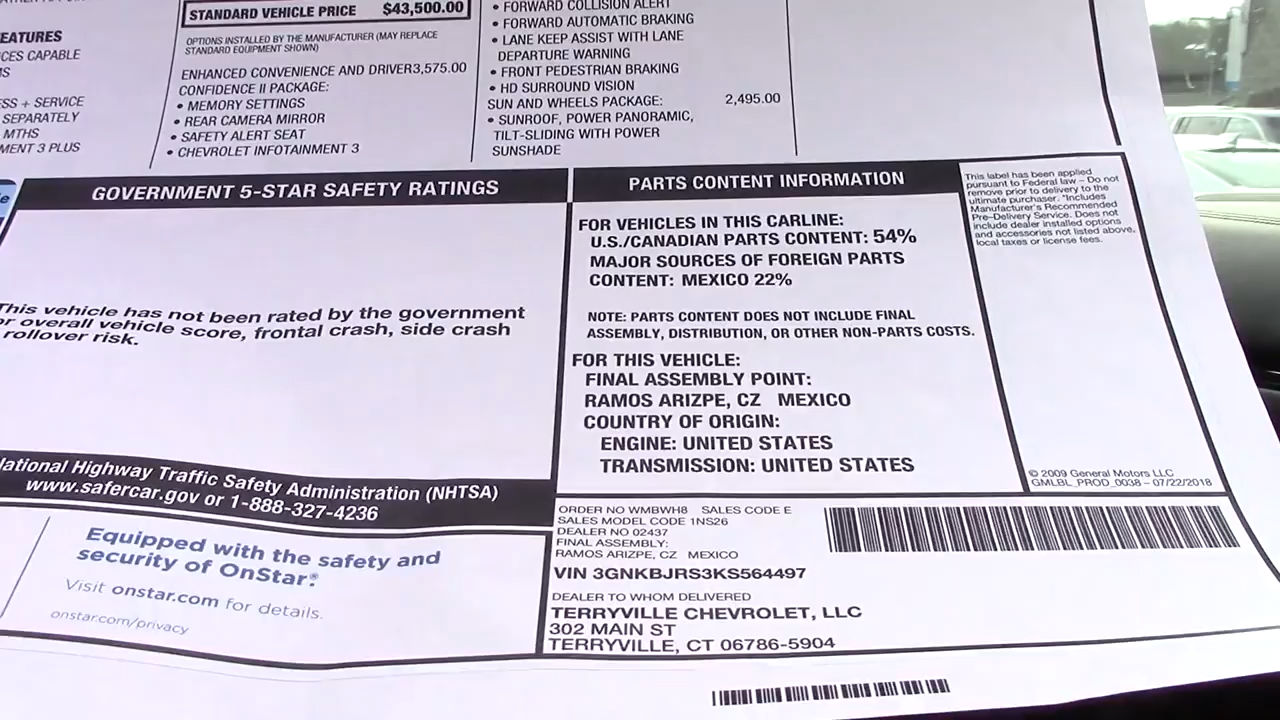 EATURES
CES CAPABLE
MS
SS + SERVICE
SEPARATELY
MTHS
MENT 3 PLUS
STANDARD VEHICLE PRICE $43,500.00
OPTIONS INSTALLED BY THE MANUFACTURER (MAY REPLACE
STANDARD EQUIPMENT SHOWN)
ENHANCED CONVENIENCE AND DRIVER 3,575.00
CONFIDENCE II PACKAGE:
• MEMORY SETTINGS
• REAR CAMERA MIRROR
• SAFETY ALERT SEAT
• CHEVROLET INFOTAINMENT 3
• FORWARD COLLISION ALERT
• FORWARD AUTOMATIC BRAKING
• LANE KEEP ASSIST WITH LANE
DEPARTURE WARNING
• FRONT PEDESTRIAN BRAKING
• HD SURROUND VISION
SUN AND WHEELS PACKAGE: 2,495.00
• SUNROOF, POWER PANORAMIC,
TILT-SLIDING WITH POWER
SUNSHADE
GOVERNMENT 5-STAR SAFETY RATINGS
This vehicle has not been rated by the government
or overall vehicle score, frontal crash, side crash
rollover risk.
National Highway Traffic Safety Administration (NHTSA)
www.safercar.gov or 1-888-327-4236
Equipped with the safety and
security of OnStar.®
Visit onstar.com for details.
onstar.com/privacy
PARTS CONTENT INFORMATION
FOR VEHICLES IN THIS CARLINE:
U.S./CANADIAN PARTS CONTENT: 54%
MAJOR SOURCES OF FOREIGN PARTS
CONTENT: MEXICO 22%
NOTE: PARTS CONTENT DOES NOT INCLUDE FINAL
ASSEMBLY, DISTRIBUTION, OR OTHER NON-PARTS COSTS.
FOR THIS VEHICLE:
FINAL ASSEMBLY POINT:
RAMOS ARIZPE, CZ MEXICO
COUNTRY OF ORIGIN:
ENGINE: UNITED STATES
TRANSMISSION: UNITED STATES
This label has been applied
pursuant to Federal law – Do not
remove prior to delivery to the
ultimate purchaser. *Includes
Manufacturer's Recommended
Pre-Delivery Service. Does not
include dealer installed options
and accessories not listed above,
local taxes or license fees.
© 2009 General Motors LLC
GMLBL_PROD_0038 – 07/22/2018
ORDER NO WMBWH8 SALES CODE E
SALES MODEL CODE 1NS26
DEALER NO 02437
FINAL ASSEMBLY:
RAMOS ARIZPE, CZ MEXICO
VIN 3GNKBJRS3KS564497
DEALER TO WHOM DELIVERED
TERRYVILLE CHEVROLET, LLC
302 MAIN ST
TERRYVILLE, CT 06786-5904